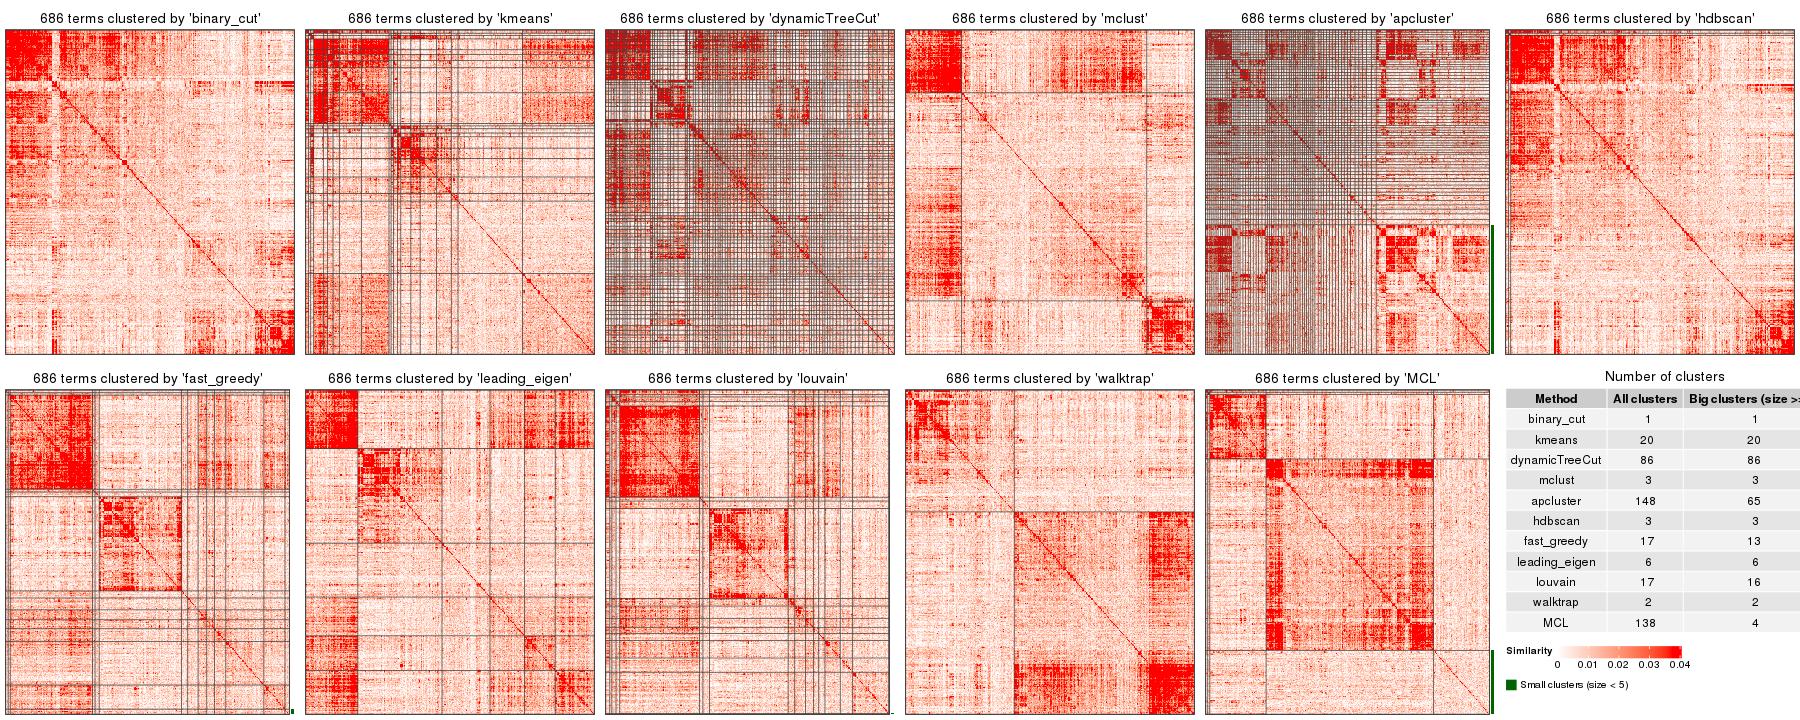 686 terms clustered by 'binary_cut'
686 terms clustered by 'kmeans'
686 terms clustered by 'dynamicTreeCut'
686 terms clustered by 'mclust'
686 terms clustered by 'apcluster'
686 terms clustered by 'hdbscan'
686 terms clustered by 'fast_greedy'
686 terms clustered by 'leading_eigen'
686 terms clustered by 'louvain'
686 terms clustered by 'walktrap'
686 terms clustered by 'MCL'
Number of clusters
Method All clusters Big clusters (size >
binary_cut 1 1
kmeans 20 20
dynamicTreeCut 86 86
mclust 3 3
apcluster 148 65
hdbscan 3 3
fast_greedy 17 13
leading_eigen 6 6
louvain 17 16
walktrap 2 2
MCL 138 4
Similarity
0 0.01 0.02 0.03 0.04
Small clusters (size < 5)